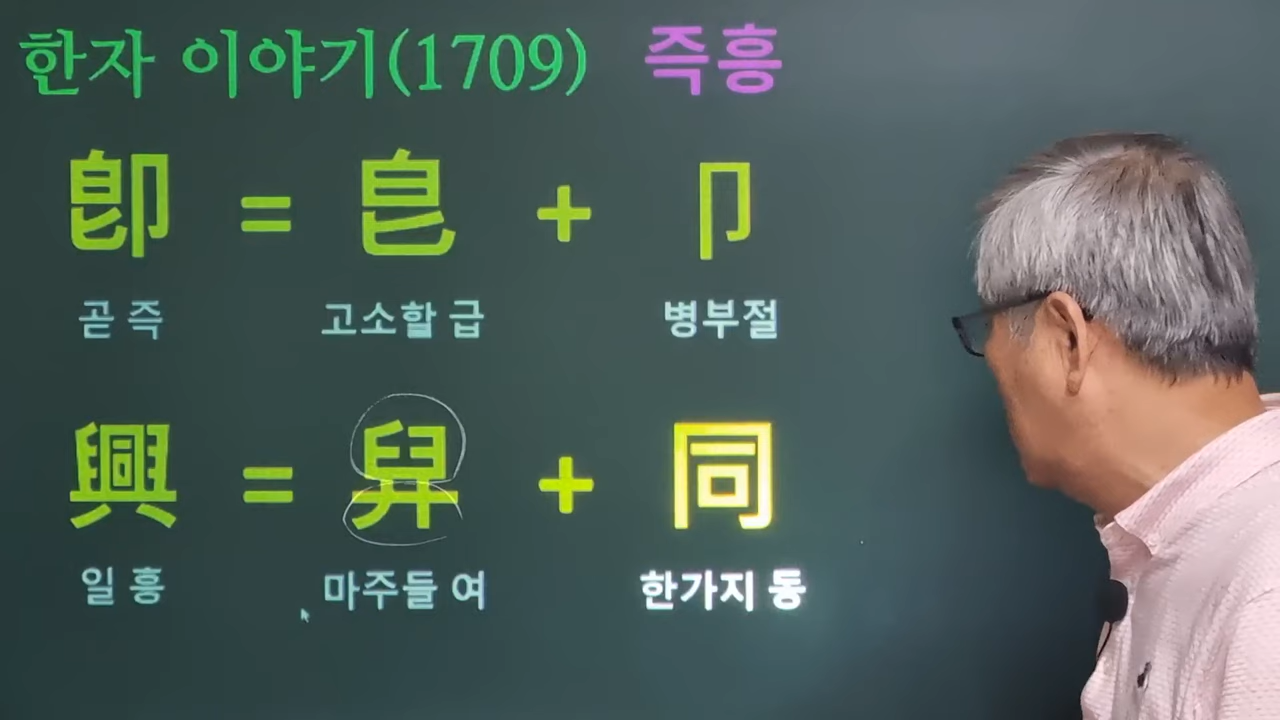 한자 이야기(1709) 즉흥
卽 = 皀 + 卩
곧 즉 고소할 급 병부절
興 = 舁 + 同
일 흥 마주들 여 한가지 동